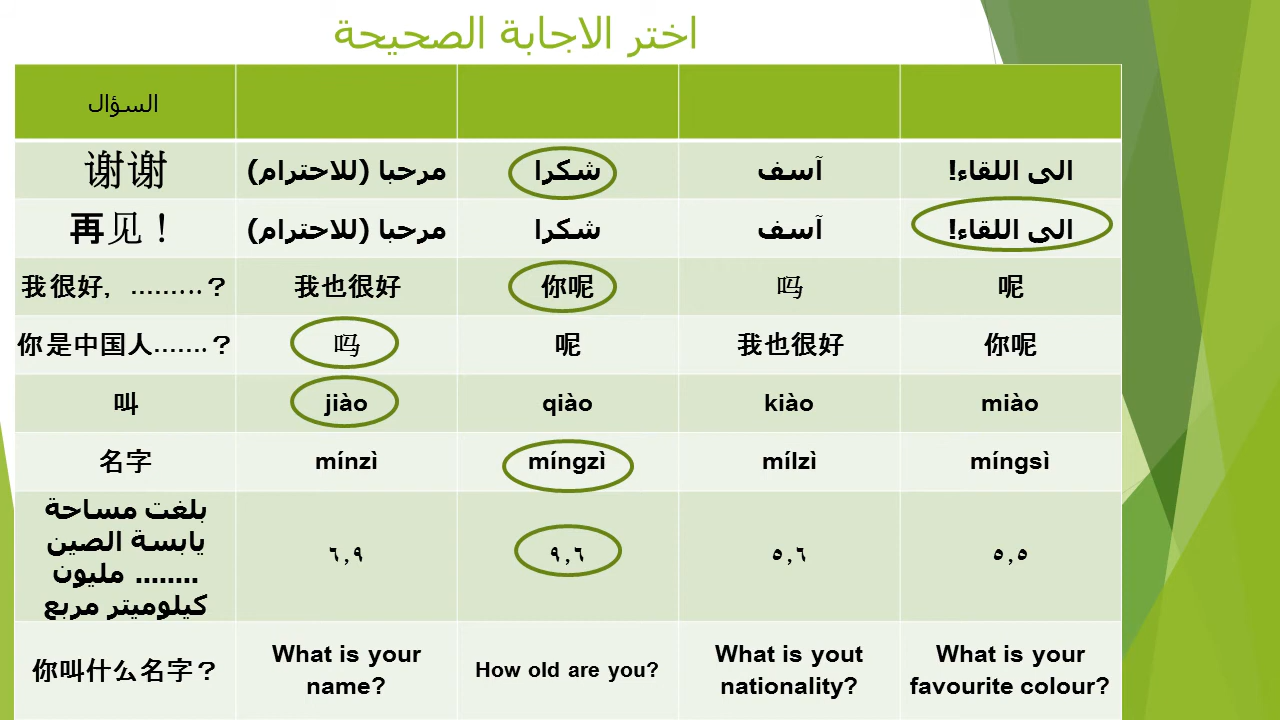 اختر الاجابة الصحيحة
السؤال
谢谢 مرحبا (للاحترام) شكرا آسف الى اللقاء!
再见！ مرحبا (للاحترام) شكرا آسف الى اللقاء!
我很好，………？ 我也很好 你呢 吗 呢
你是中国人…….？ 吗 呢 我也很好 你呢
叫 jiào qiào kiào miào
名字 mínzì míngzì mílzì míngsì
بلغت مساحة
يابسة الصين
........ مليون
كيلوميتر مربع
٦,٩ ٩,٦ ٥,٦ ٥,٥
你叫什么名字？
What is your
name?
How old are you?
What is yout
nationality?
What is your
favourite colour?